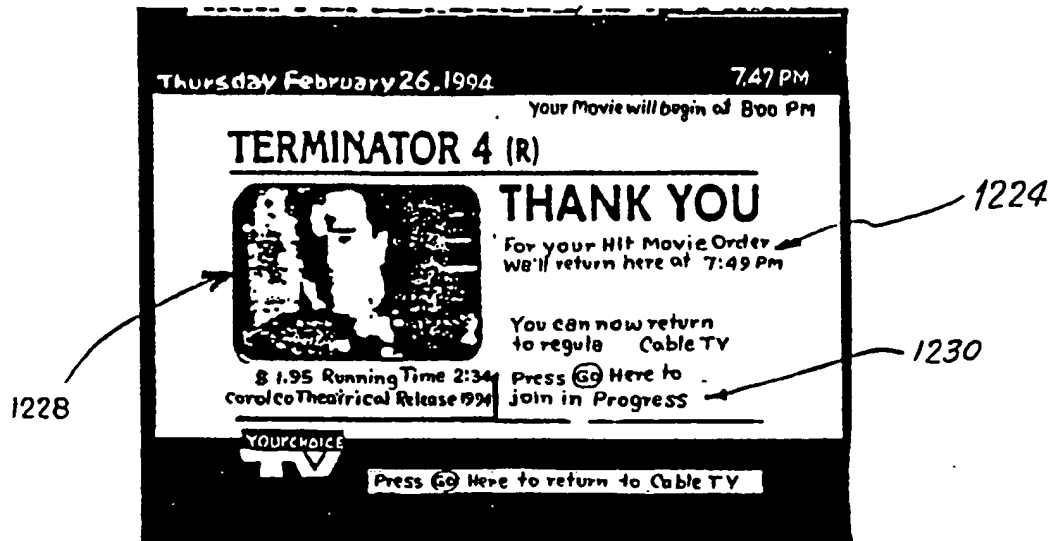 Thursday February 26.1994 7.47 PM
Your Movie will begin at 8:00 PM
TERMINATOR 4 (R)
THANK YOU
1224
For your Hit Movie Order
We'll return here at 7:49 PM
You can now return
to regula Cable TV
1230
Press GO Here to
join in Progress
1228
$ 1.95 Running Time 2:34
Carolco Theatrical Release 1994
YOUR CHOICE
TV
Press GO Here to return to Cable TV